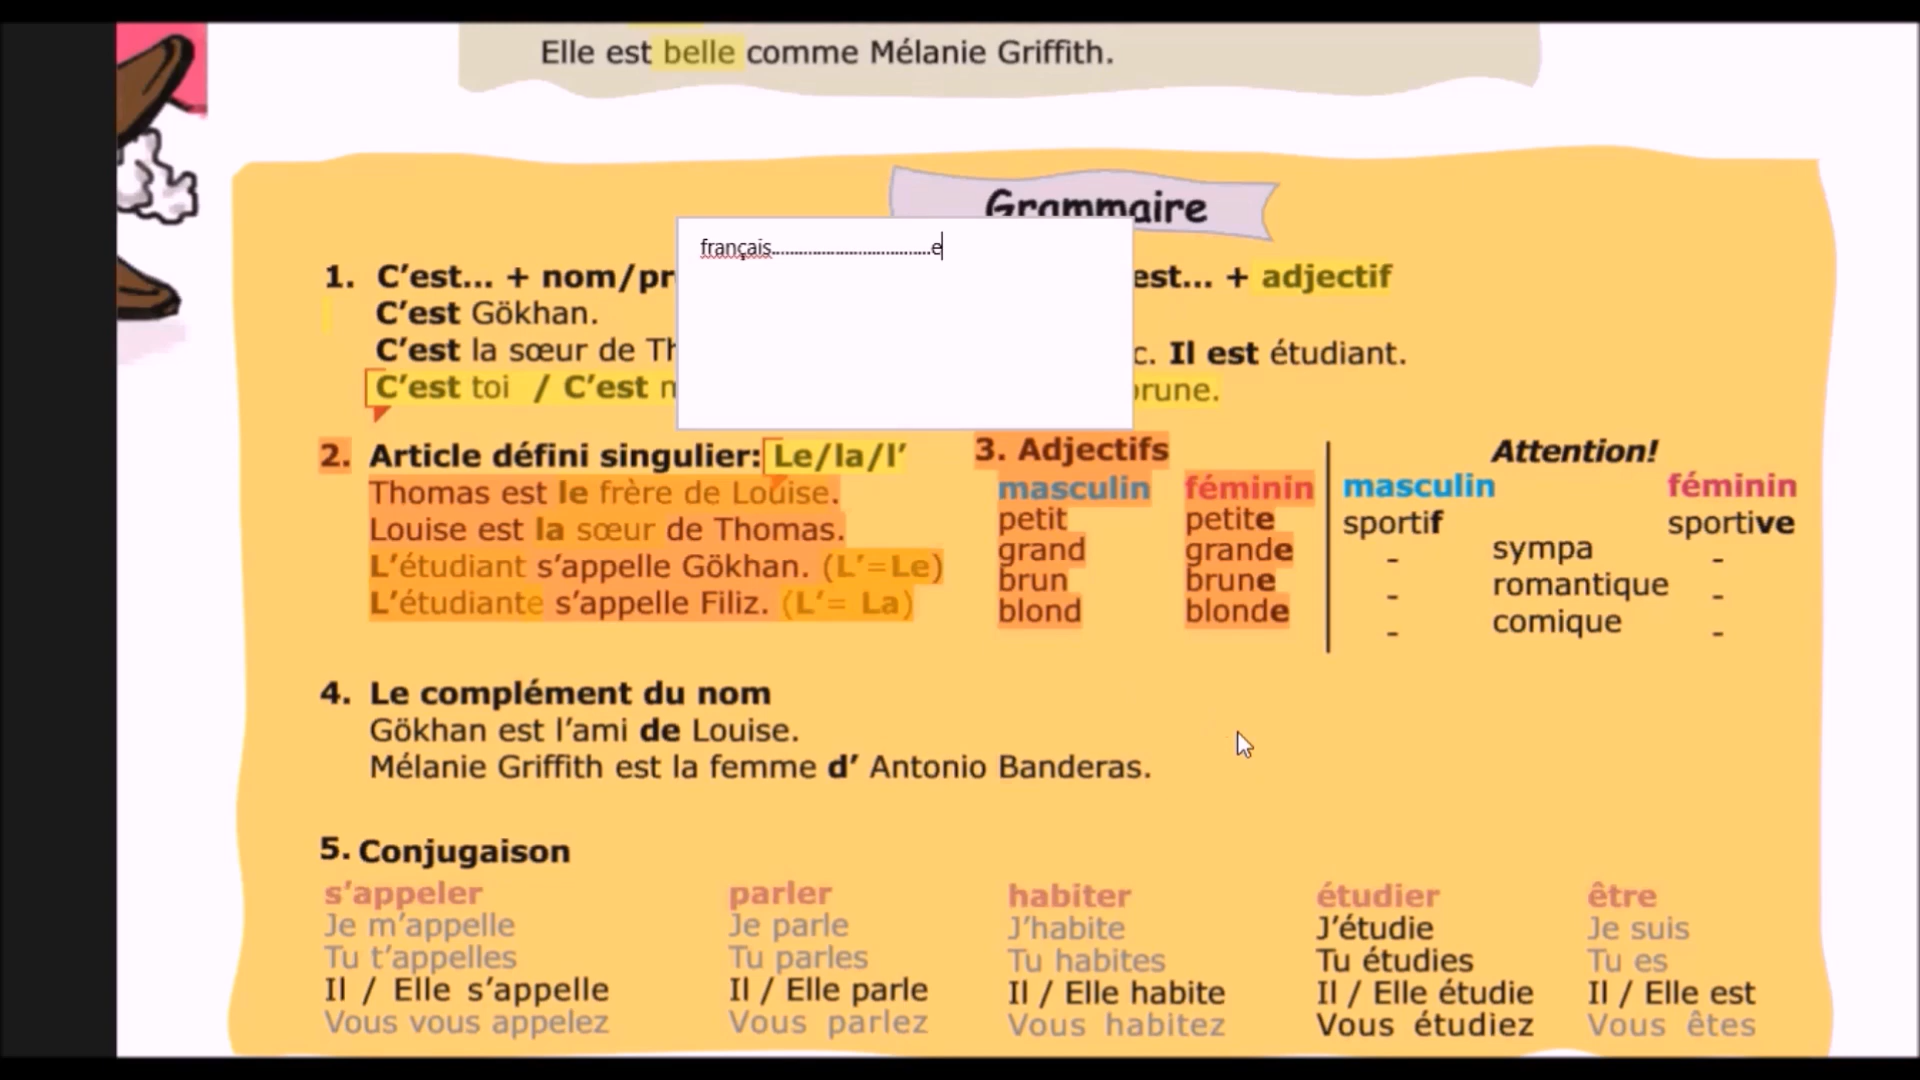 Elle est belle comme Mélanie Griffith.
Grammaire
français....................................e
1. C’est... + nom/pr
est... + adjectif
C’est Gökhan.
C’est la sœur de Th
c. Il est étudiant.
C’est toi / C’est
brune.
2. Article défini singulier: Le/la/l’
Thomas est le frère de Louise.
Louise est la sœur de Thomas.
L’étudiant s’appelle Gökhan. (L’=Le)
L’étudiante s’appelle Filiz. (L’= La)
3. Adjectifs
masculin féminin
petit petite
grand grande
brun brune
blond blonde
Attention!
masculin féminin
sportif sportive
- sympa -
- romantique -
- comique -
4. Le complément du nom
Gökhan est l’ami de Louise.
Mélanie Griffith est la femme d’ Antonio Banderas.
5. Conjugaison
s’appeler parler habiter étudier être
Je m’appelle Je parle J’habite J’étudie Je suis
Tu t’appelles Tu parles Tu habites Tu étudies Tu es
Il / Elle s’appelle Il / Elle parle Il / Elle habite Il / Elle étudie Il / Elle est
Vous vous appelez Vous parlez Vous habitez Vous étudiez Vous êtes